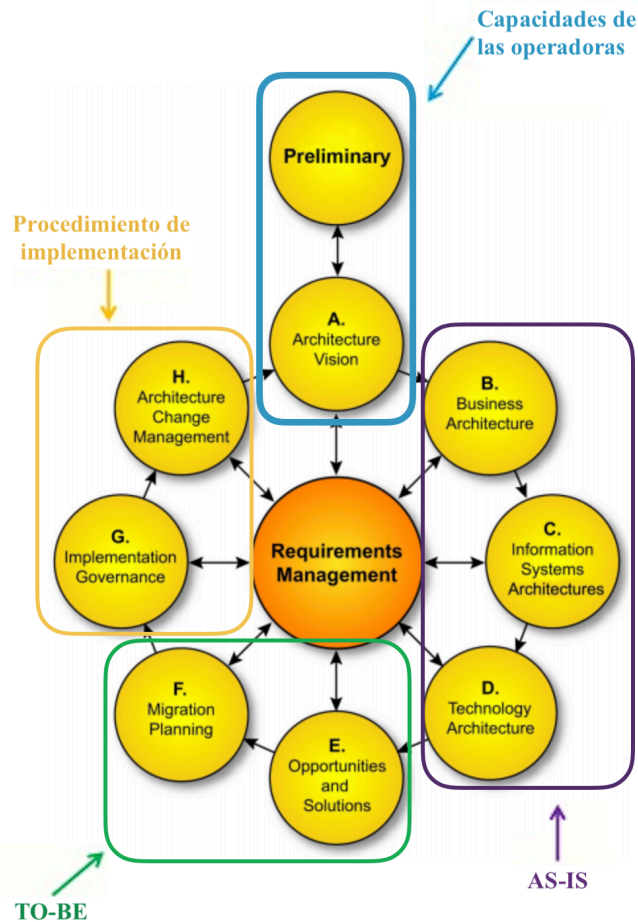 Capacidades de
las operadoras
Preliminary
Procedimiento de
implementación
A.
Architecture
Vision
H.
Architecture
Change
Management
B.
Business
Architecture
G.
Implementation
Governance
Requirements
Management
C.
Information
Systems
Architectures
F.
Migration
Planning
D.
Technology
Architecture
E.
Opportunities
and
Solutions
AS-IS
TO-BE